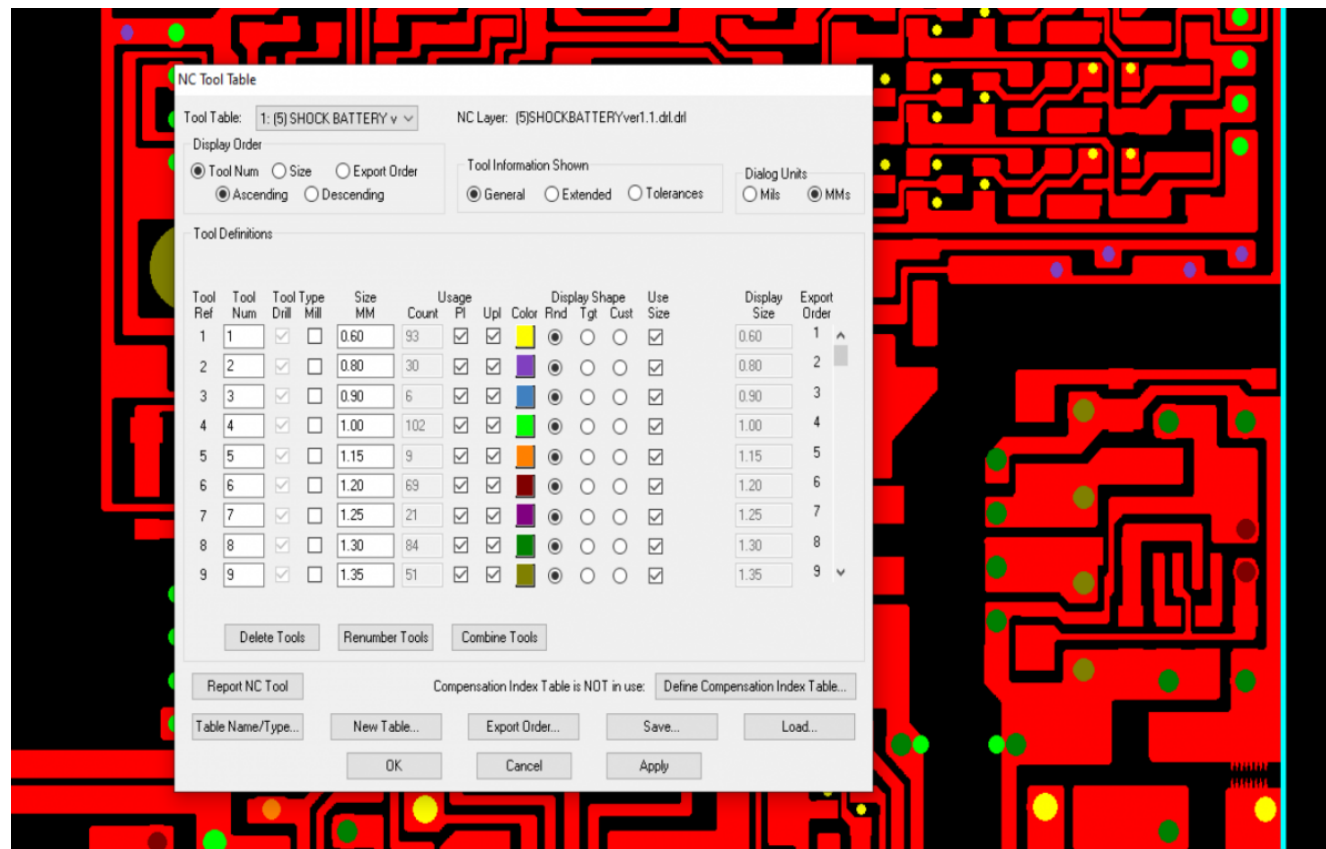 NC Tool Table
Tool Table: 1: (5) SHOCK BATTERY v NC Layer: (5)SHOCKBATTERYver1.1.drl.drl
Display Order
Tool Num Size Export Order
Ascending Descending
Tool Information Shown
General Extended Tolerances
Dialog Units
Mils MMs
Tool Definitions
Tool Tool Tool Type Size Usage Display Shape Use Display Export
Ref Num Drill Mill MM Count Pl Upl Color Rnd Tgt Cust Size Size Order
1 1 0.60 93 0.60 1
2 2 0.80 30 0.80 2
3 3 0.90 6 0.90 3
4 4 1.00 102 1.00 4
5 5 1.15 9 1.15 5
6 6 1.20 69 1.20 6
7 7 1.25 21 1.25 7
8 8 1.30 84 1.30 8
9 9 1.35 51 1.35 9
Delete Tools Renumber Tools Combine Tools
Report NC Tool Compensation Index Table is NOT in use: Define Compensation Index Table...
Table Name/Type... New Table... Export Order... Save... Load...
OK Cancel Apply